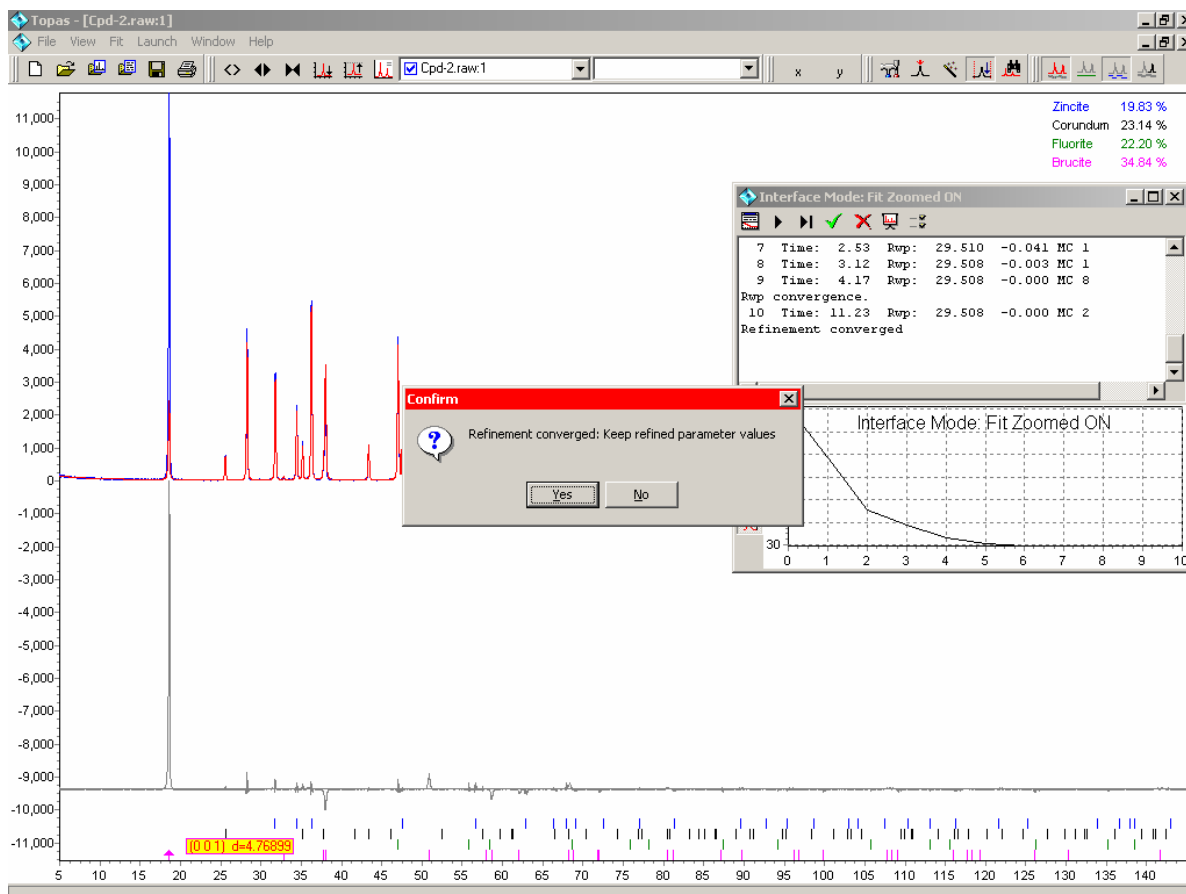 Topas - [Cpd-2.raw:1]
File View Fit Launch Window Help
Cpd-2.raw:1
x y
Zincite 19.83 %
Corundum 23.14 %
Fluorite 22.20 %
Brucite 34.84 %
11,000
10,000
9,000
8,000
7,000
6,000
5,000
4,000
3,000
2,000
1,000
0
-1,000
-2,000
-3,000
-4,000
-5,000
-6,000
-7,000
-8,000
-9,000
-10,000
-11,000
Interface Mode: Fit Zoomed ON
7 Time: 2.53 Rwp: 29.510 -0.041 MC 1
8 Time: 3.12 Rwp: 29.508 -0.003 MC 1
9 Time: 4.17 Rwp: 29.508 -0.000 MC 8
Rwp convergence.
10 Time: 11.23 Rwp: 29.508 -0.000 MC 2
Refinement converged
Confirm
Refinement converged: Keep refined parameter values
Yes No
Interface Mode: Fit Zoomed ON
30
0 1 2 3 4 5 6 7 8 9 10
(0 0 1) d=4.76899
5 10 15 20 25 30 35 40 45 50 55 60 65 70 75 80 85 90 95 100 105 110 115 120 125 130 135 140